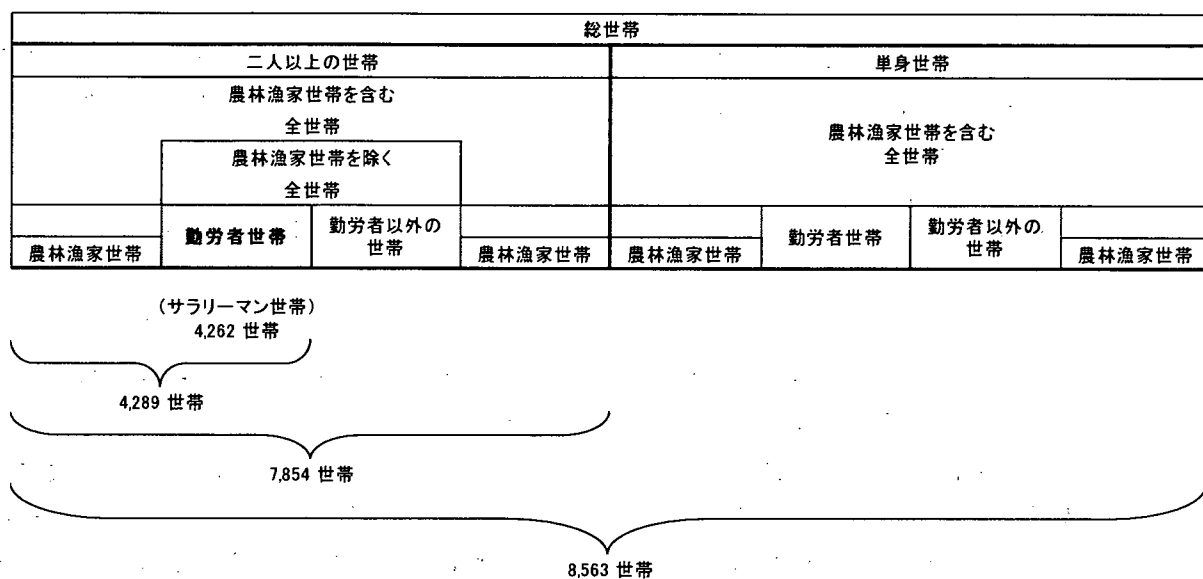 総世帯
二人以上の世帯
単身世帯
農林漁家世帯を含む
全世帯
農林漁家世帯を除く
全世帯
農林漁家世帯を含む
全世帯
農林漁家世帯
勤労者世帯
勤労者以外の
世帯
農林漁家世帯
農林漁家世帯
勤労者世帯
勤労者以外の
世帯
農林漁家世帯
(サラリーマン世帯)
4,262 世帯
4,289 世帯
7,854 世帯
8,563 世帯